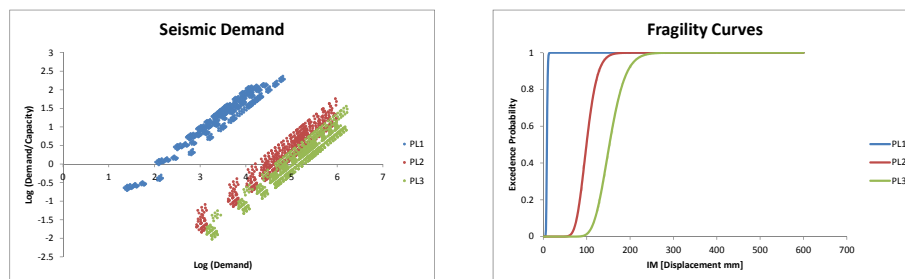 Seismic Demand
3
2.5
2
1.5
1
0.5
0
-0.5
-1
-1.5
-2
-2.5
0 1 2 3 4 5 6 7
Log (Demand/Capacity)
Log (Demand)
PL1
PL2
PL3
Fragility Curves
1.2
1
0.8
0.6
0.4
0.2
0
0 100 200 300 400 500 600 700
Excedence Probability
IM [Displacement mm]
PL1
PL2
PL3